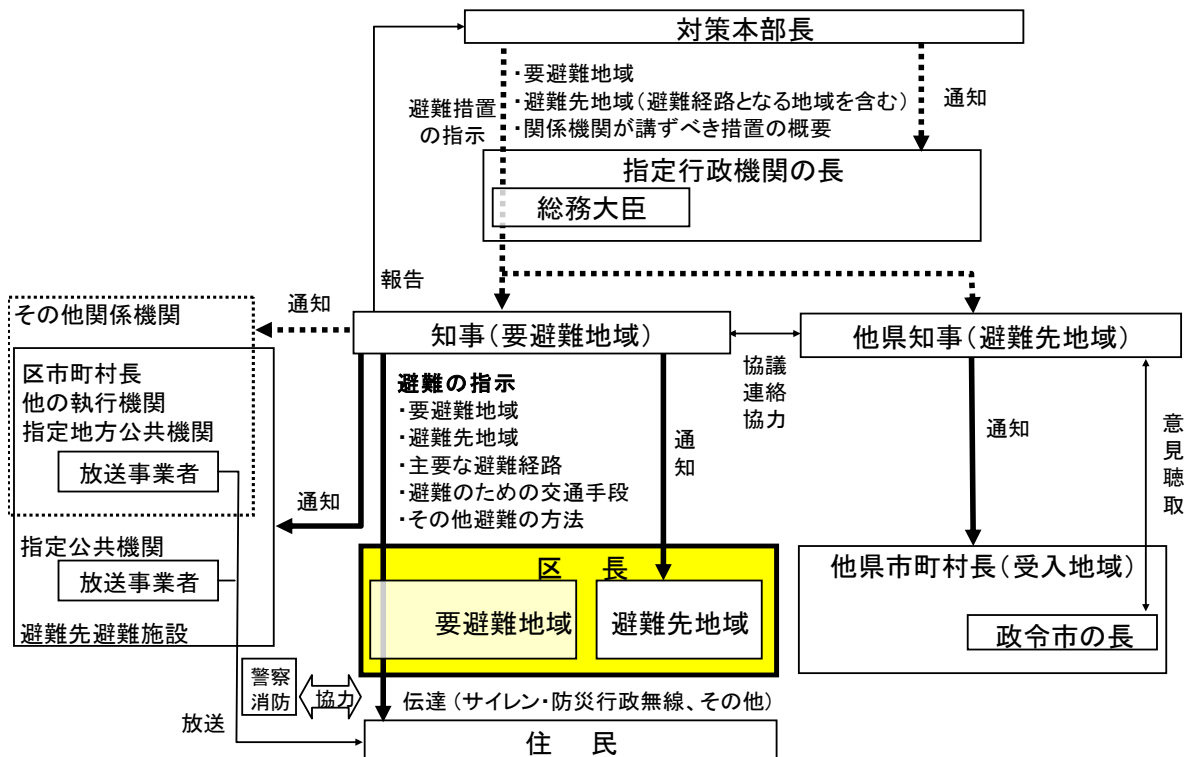 対策本部長
・要避難地域
・避難先地域（避難経路となる地域を含む）
・関係機関が講ずべき措置の概要
避難措置
の指示
通知
指定行政機関の長
総務大臣
報告
通知
その他関係機関
知事（要避難地域）
他県知事（避難先地域）
協議
連絡
協力
区市町村長
他の執行機関
指定地方公共機関
放送事業者
避難の指示
・要避難地域
・避難先地域
・主要な避難経路
・避難のための交通手段
・その他避難の方法
通
知
通知
意
見
聴
取
通知
指定公共機関
放送事業者
避難先避難施設
区　長
要避難地域
避難先地域
他県市町村長（受入地域）
政令市の長
警察
消防
協力
伝達（サイレン・防災行政無線、その他）
放送
住　民